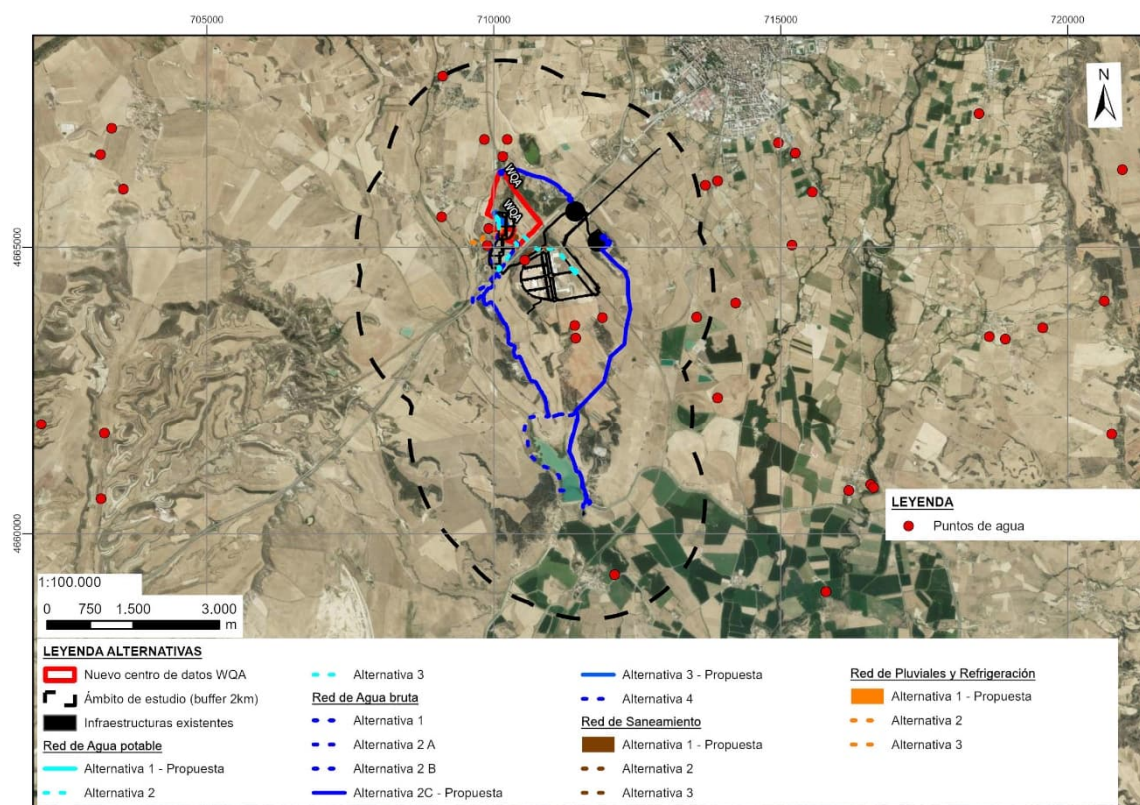 705000
710000
715000
720000
N
WQA
WQA
4665000
4660000
LEYENDA
Puntos de agua
1:100.000
0 750 1.500 3.000
m
LEYENDA ALTERNATIVAS
Nuevo centro de datos WQA
Ámbito de estudio (buffer 2km)
Infraestructuras existentes
Red de Agua potable
Alternativa 1 - Propuesta
Alternativa 2
Alternativa 3
Red de Agua bruta
Alternativa 1
Alternativa 2 A
Alternativa 2 B
Alternativa 2C - Propuesta
Alternativa 3 - Propuesta
Alternativa 4
Red de Saneamiento
Alternativa 1 - Propuesta
Alternativa 2
Alternativa 3
Red de Pluviales y Refrigeración
Alternativa 1 - Propuesta
Alternativa 2
Alternativa 3